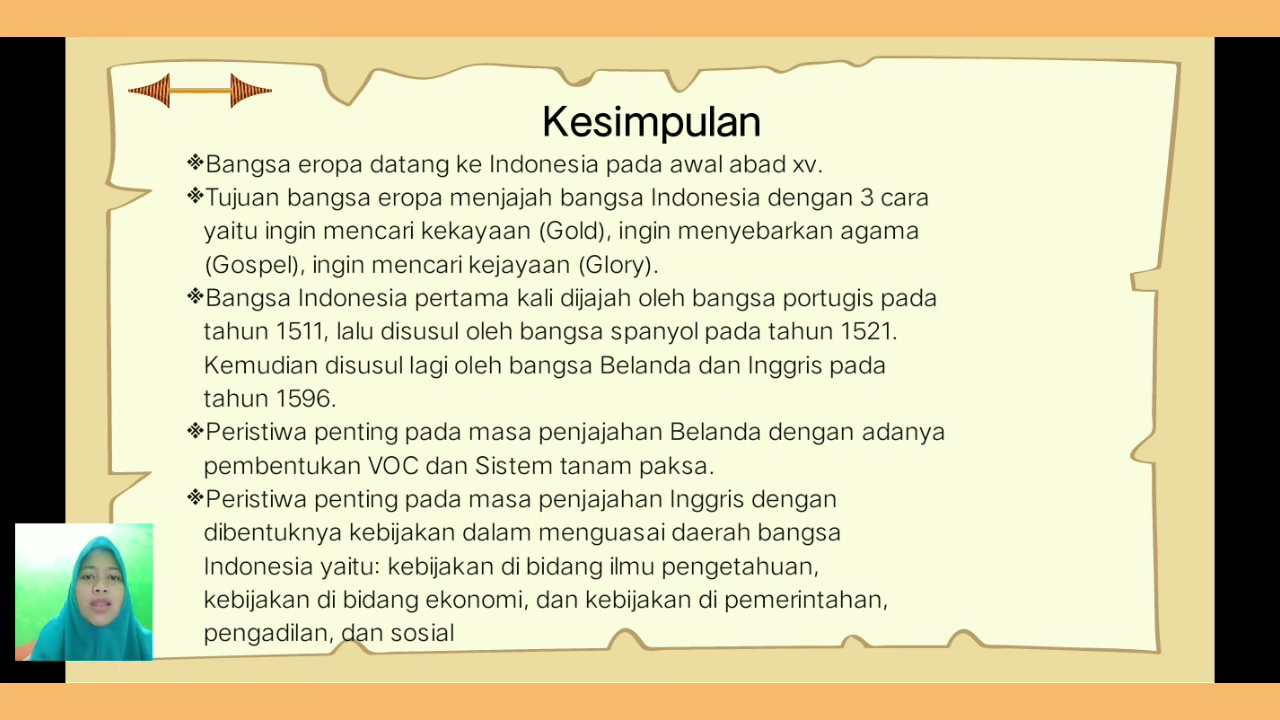 Kesimpulan
❖Bangsa eropa datang ke Indonesia pada awal abad xv.
❖Tujuan bangsa eropa menjajah bangsa Indonesia dengan 3 cara
yaitu ingin mencari kekayaan (Gold), ingin menyebarkan agama
(Gospel), ingin mencari kejayaan (Glory).
❖Bangsa Indonesia pertama kali dijajah oleh bangsa portugis pada
tahun 1511, lalu disusul oleh bangsa spanyol pada tahun 1521.
Kemudian disusul lagi oleh bangsa Belanda dan Inggris pada
tahun 1596.
❖Peristiwa penting pada masa penjajahan Belanda dengan adanya
pembentukan VOC dan Sistem tanam paksa.
❖Peristiwa penting pada masa penjajahan Inggris dengan
dibentuknya kebijakan dalam menguasai daerah bangsa
Indonesia yaitu: kebijakan di bidang ilmu pengetahuan,
kebijakan di bidang ekonomi, dan kebijakan di pemerintahan,
pengadilan, dan sosial